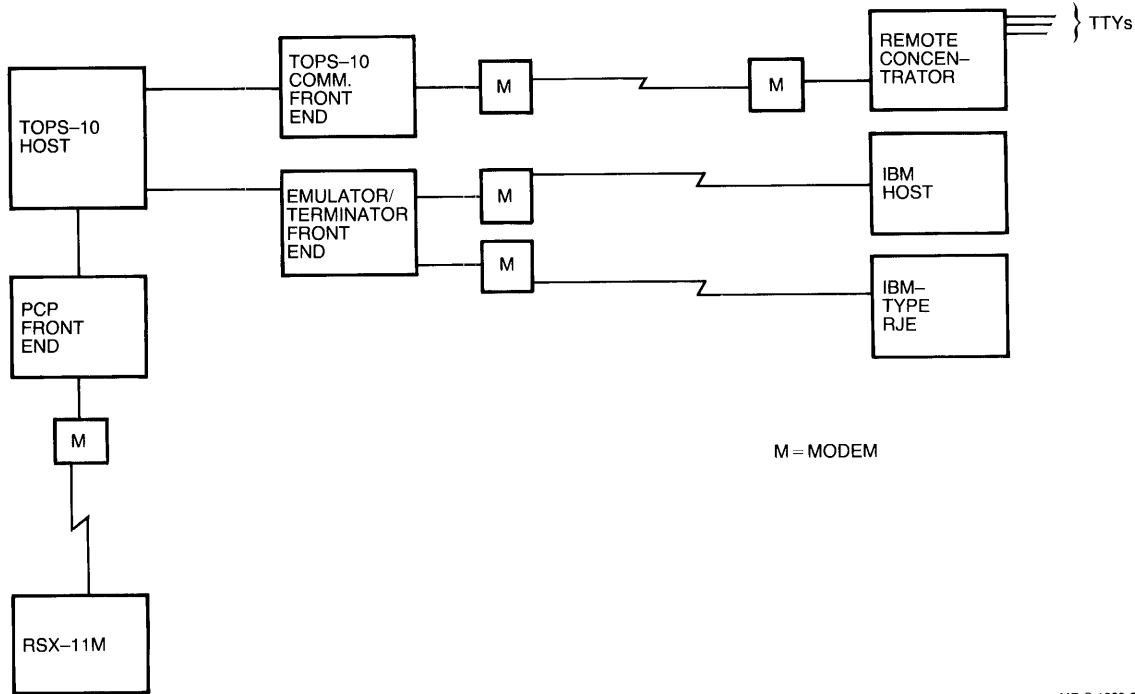 TOPS–10
HOST
TOPS–10
COMM.
FRONT
END
M
M
REMOTE
CONCEN–
TRATOR
} TTYs
EMULATOR/
TERMINATOR
FRONT
END
M
M
IBM
HOST
IBM–
TYPE
RJE
PCP
FRONT
END
M
M = MODEM
RSX–11M